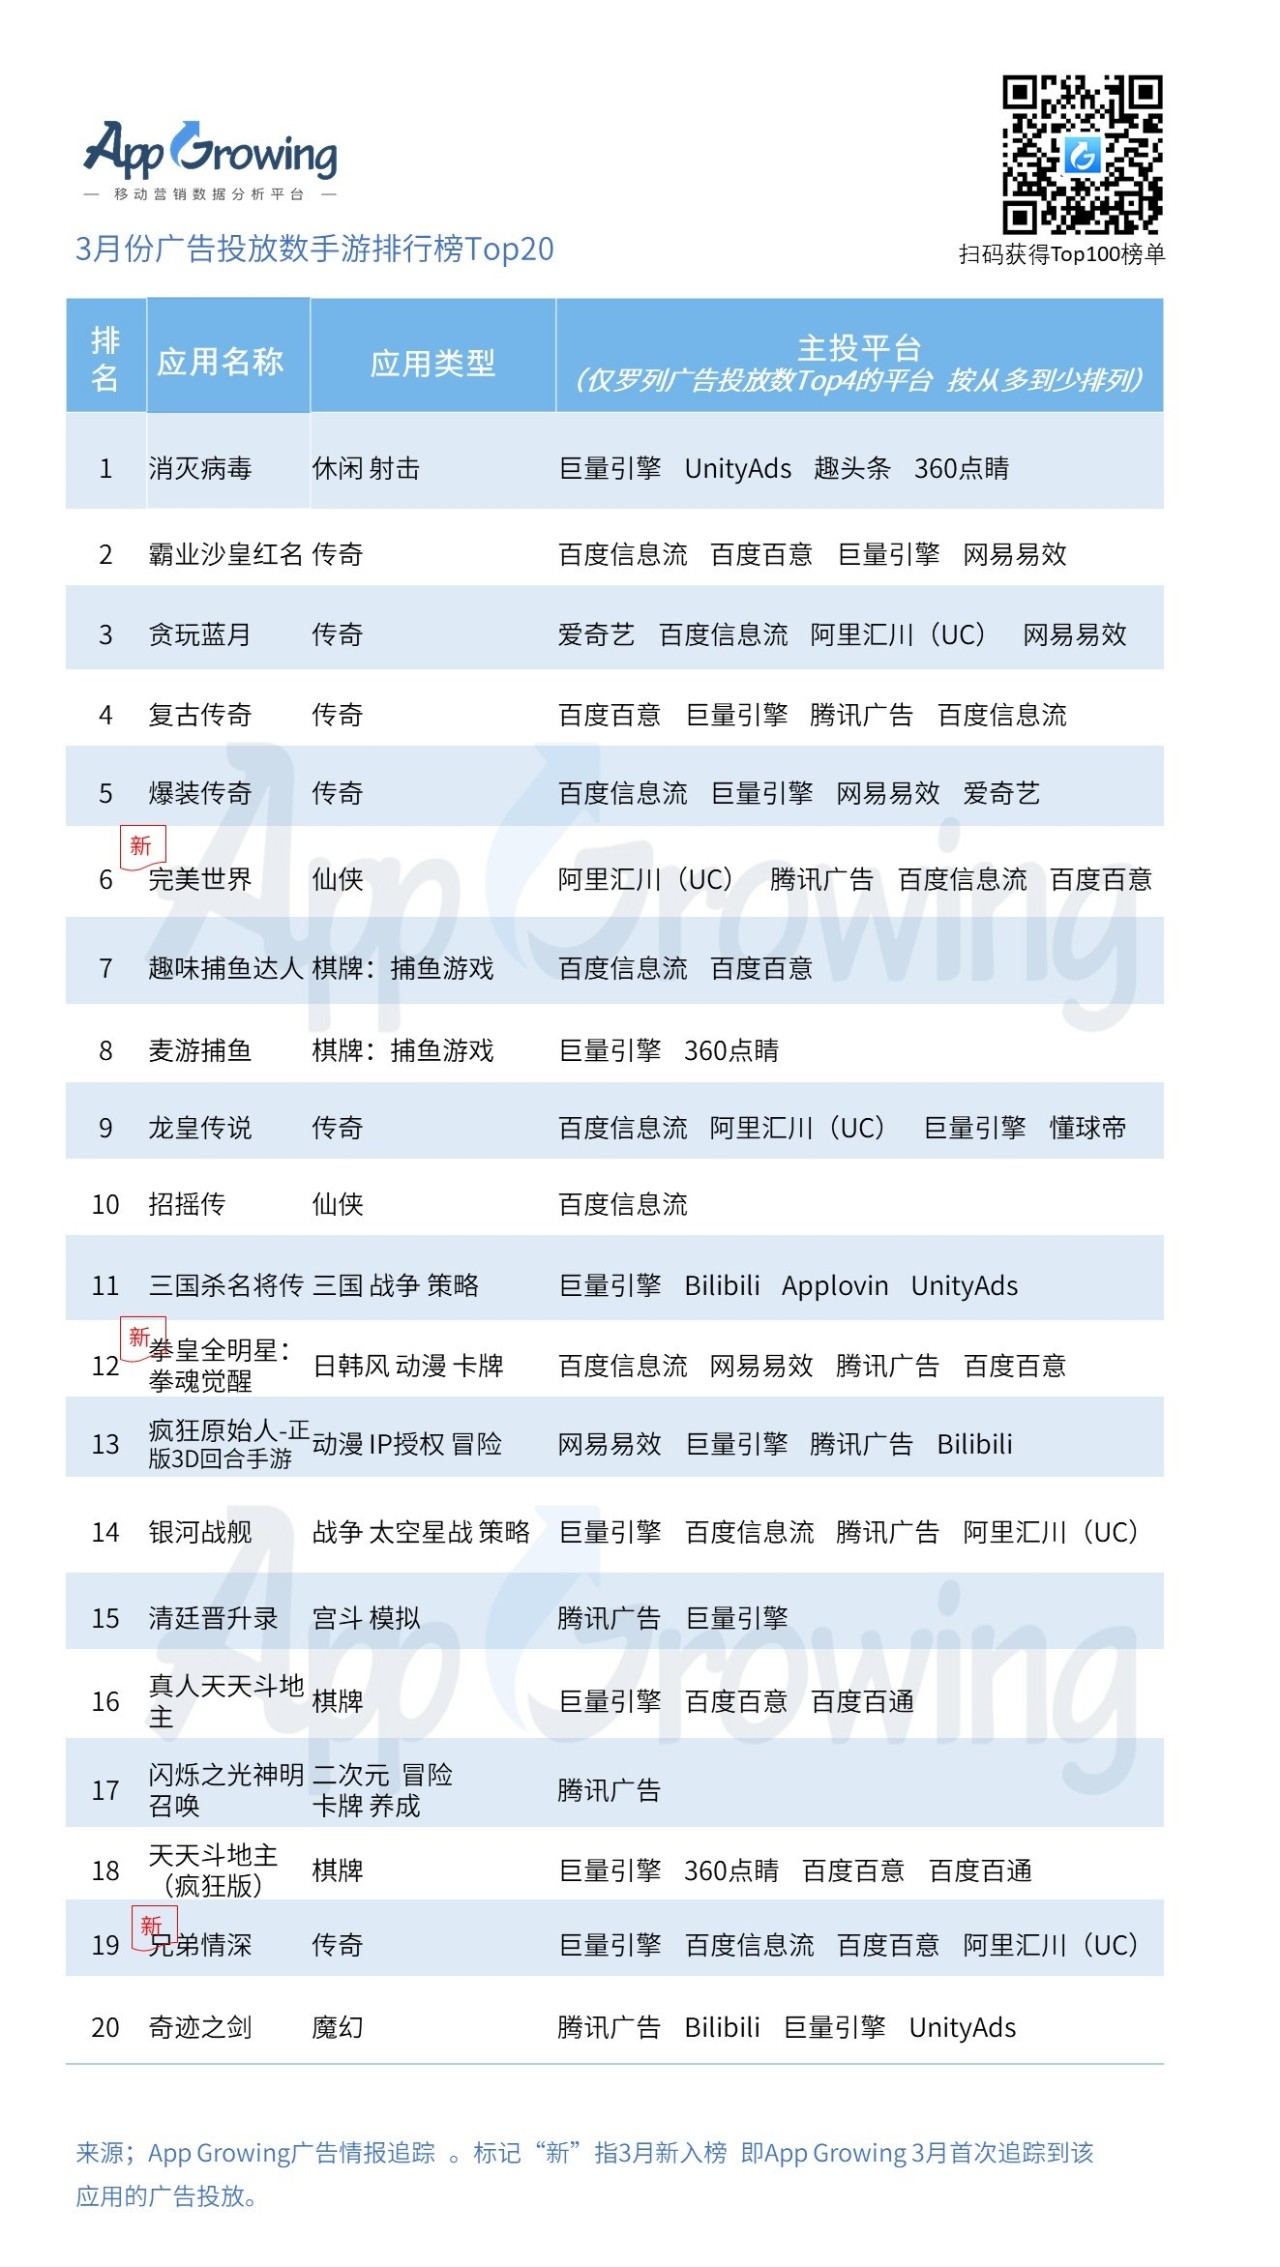 App Growing
— 移动营销数据分析平台 —
3月份广告投放数手游排行榜Top20
扫码获得Top100榜单
排名 应用名称 应用类型 主投平台
（仅罗列广告投放数Top4的平台 按从多到少排列）
1 消灭病毒 休闲 射击 巨量引擎 UnityAds 趣头条 360点睛
2 霸业沙皇红名 传奇 百度信息流 百度百意 巨量引擎 网易易效
3 贪玩蓝月 传奇 爱奇艺 百度信息流 阿里汇川（UC） 网易易效
4 复古传奇 传奇 百度百意 巨量引擎 腾讯广告 百度信息流
5 爆装传奇 传奇 百度信息流 巨量引擎 网易易效 爱奇艺
新
6 完美世界 仙侠 阿里汇川（UC） 腾讯广告 百度信息流 百度百意
7 趣味捕鱼达人 棋牌：捕鱼游戏 百度信息流 百度百意
8 麦游捕鱼 棋牌：捕鱼游戏 巨量引擎 360点睛
9 龙皇传说 传奇 百度信息流 阿里汇川（UC） 巨量引擎 懂球帝
10 招摇传 仙侠 百度信息流
11 三国杀名将传 三国 战争 策略 巨量引擎 Bilibili Applovin UnityAds
新
12 拳皇全明星：
拳魂觉醒 日韩风 动漫 卡牌 百度信息流 网易易效 腾讯广告 百度百意
13 疯狂原始人-正
版3D回合手游 动漫 IP授权 冒险 网易易效 巨量引擎 腾讯广告 Bilibili
14 银河战舰 战争 太空星战 策略 巨量引擎 百度信息流 腾讯广告 阿里汇川（UC）
15 清廷晋升录 宫斗 模拟 腾讯广告 巨量引擎
16 真人天天斗地
主 棋牌 巨量引擎 百度百意 百度百通
17 闪烁之光神明 二次元 冒险
召唤 卡牌 养成 腾讯广告
18 天天斗地主
（疯狂版） 棋牌 巨量引擎 360点睛 百度百意 百度百通
新
19 兄弟情深 传奇 巨量引擎 百度信息流 百度百意 阿里汇川（UC）
20 奇迹之剑 魔幻 腾讯广告 Bilibili 巨量引擎 UnityAds
来源；App Growing广告情报追踪 。标记“新”指3月新入榜 即App Growing 3月首次追踪到该
应用的广告投放。